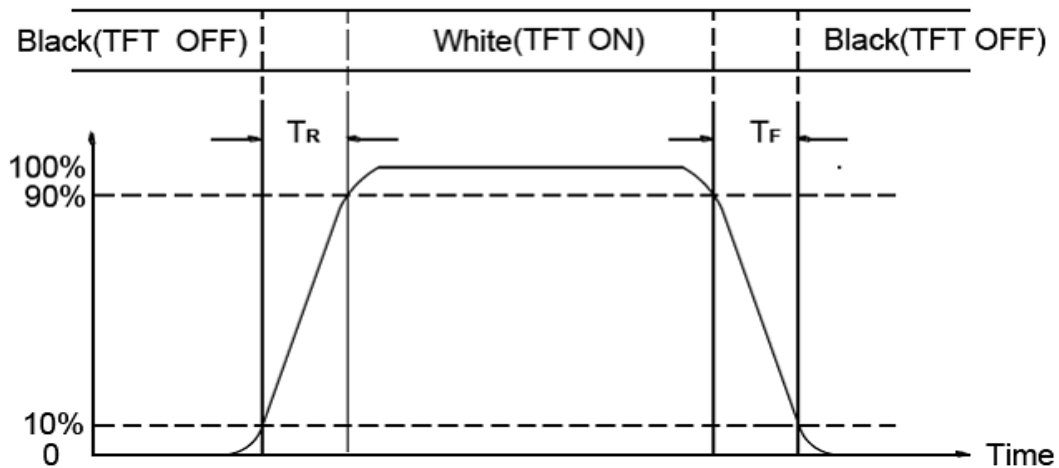 Black(TFT OFF) White(TFT ON) Black(TFT OFF)
TR TF
100%
90%
10%
0
Time